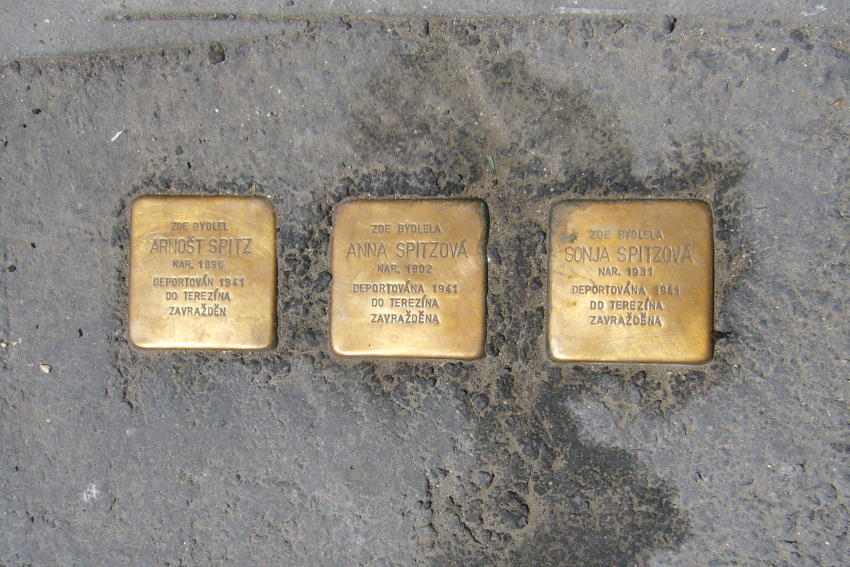 ZDE BYDLEL
ARNOŠT SPITZ
NAR. 1896
DEPORTOVÁN 1941
DO TEREZÍNA
ZAVRAŽDĚN
ZDE BYDLELA
ANNA SPITZOVÁ
NAR. 1902
DEPORTOVÁNA 1941
DO TEREZÍNA
ZAVRAŽDĚNA
ZDE BYDLELA
SONJA SPITZOVÁ
NAR. 1931
DEPORTOVÁNA 1941
DO TEREZÍNA
ZAVRAŽDĚNA